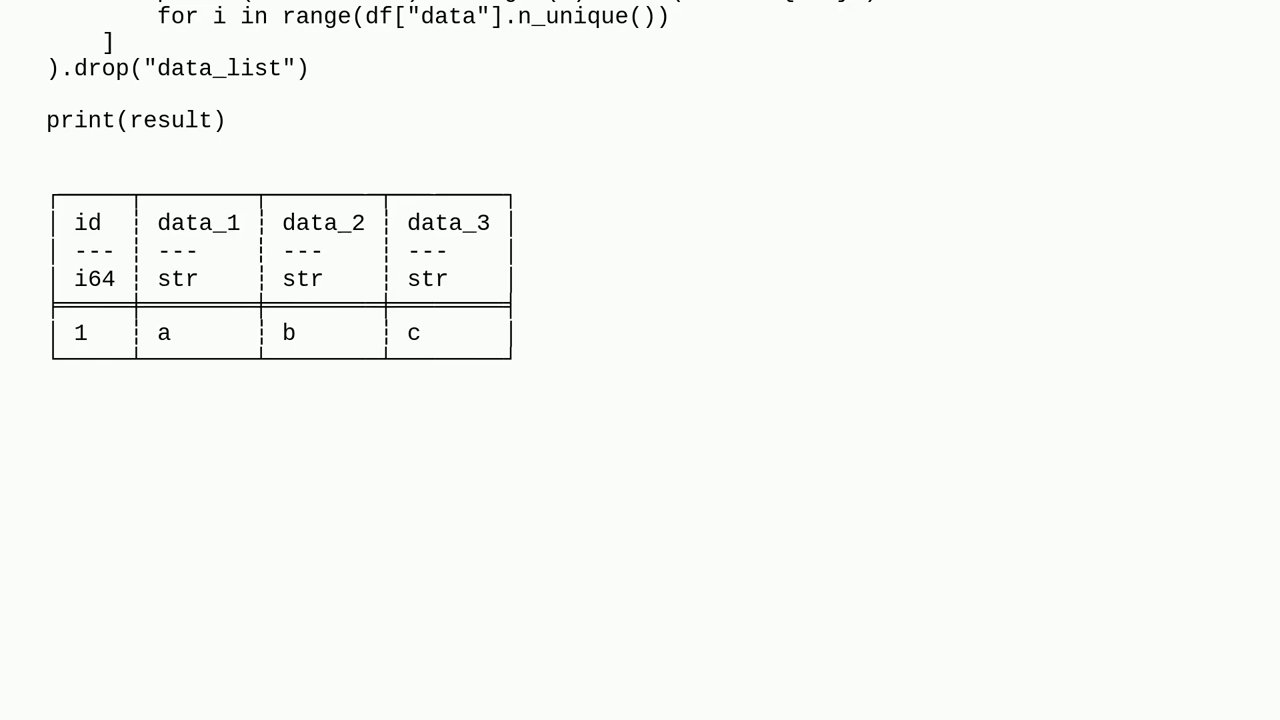 for i in range(df["data"].n_unique())
]
).drop("data_list")
print(result)
id data_1 data_2 data_3
--- --- --- ---
i64 str str str
1 a b c